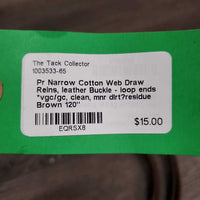 The Tack Collector
1003533-65
Pr Narrow Cotton Web Draw
Reins, leather Buckle - loop ends
*vgc/gc, clean, mnr dirt?residue
Brown 120"
$15.00
EQRSX8